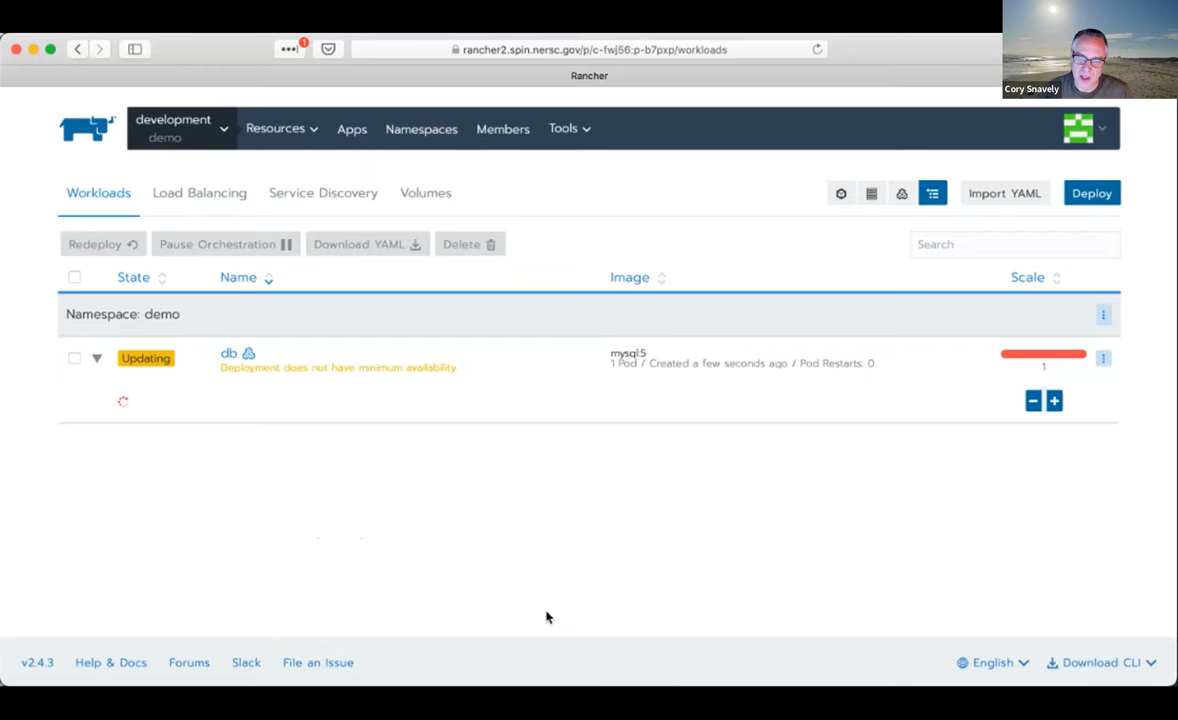 1
rancher2.spin.nersc.gov/p/c-fwj56:p-b7pxp/workloads
Rancher
Cory Snavely
development
demo
Resources
Apps
Namespaces
Members
Tools
Workloads
Load Balancing
Service Discovery
Volumes
Import YAML
Deploy
Redeploy
Pause Orchestration
Download YAML
Delete
Search
State
Name
Image
Scale
Namespace: demo
Updating
db
Deployment does not have minimum availability.
mysql:5
1 Pod / Created a few seconds ago / Pod Restarts: 0
1
v2.4.3
Help & Docs
Forums
Slack
File an Issue
English
Download CLI